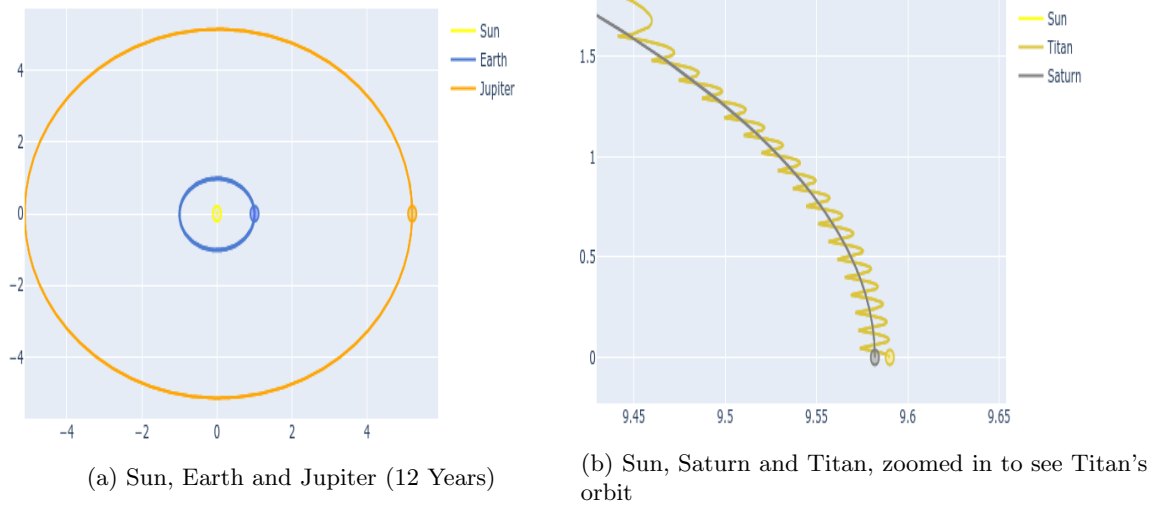 4
2
0
−2
−4
−4
−2
0
2
4
Sun
Earth
Jupiter
(a) Sun, Earth and Jupiter (12 Years)
1.5
1
0.5
0
9.45
9.5
9.55
9.6
9.65
Sun
Titan
Saturn
(b) Sun, Saturn and Titan, zoomed in to see Titan's
orbit